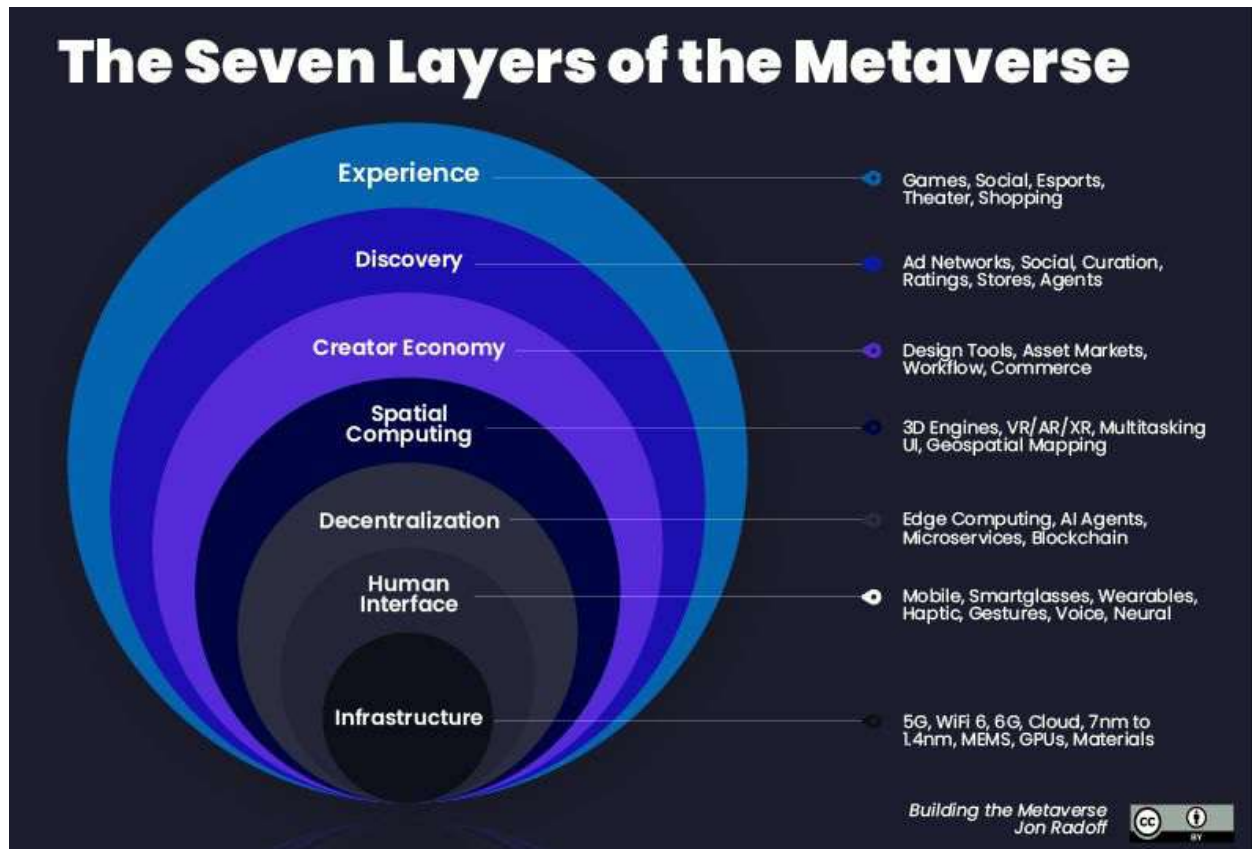 The Seven Layers of the Metaverse
Experience
Games, Social, Esports,
Theater, Shopping
Discovery
Ad Networks, Social, Curation,
Ratings, Stores, Agents
Creator Economy
Design Tools, Asset Markets,
Workflow, Commerce
Spatial
Computing
3D Engines, VR/AR/XR, Multitasking
UI, Geospatial Mapping
Decentralization
Edge Computing, AI Agents,
Microservices, Blockchain
Human
Interface
Mobile, Smartglasses, Wearables,
Haptic, Gestures, Voice, Neural
Infrastructure
5G, WiFi 6, 6G, Cloud, 7nm to
1.4nm, MEMS, GPUs, Materials
Building the Metaverse
Jon Radoff
cc
BY